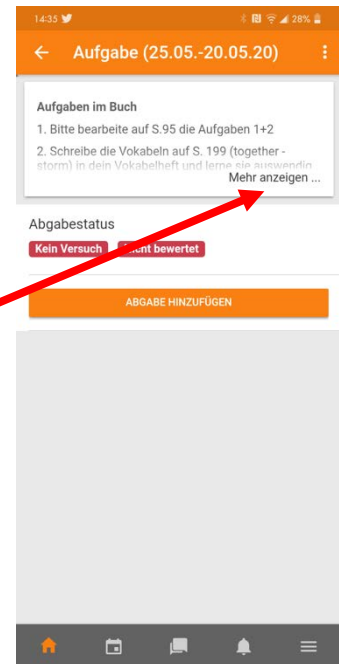 14:35 28%
Aufgabe (25.05.-20.05.20)
Aufgaben im Buch
1. Bitte bearbeite auf S.95 die Aufgaben 1+2
2. Schreibe die Vokabeln auf S. 199 (together -
storm) in dein Vokabelheft und lerne sie auswendig
Mehr anzeigen ...
Abgabestatus
Kein Versuch Nicht bewertet
ABGABE HINZUFÜGEN